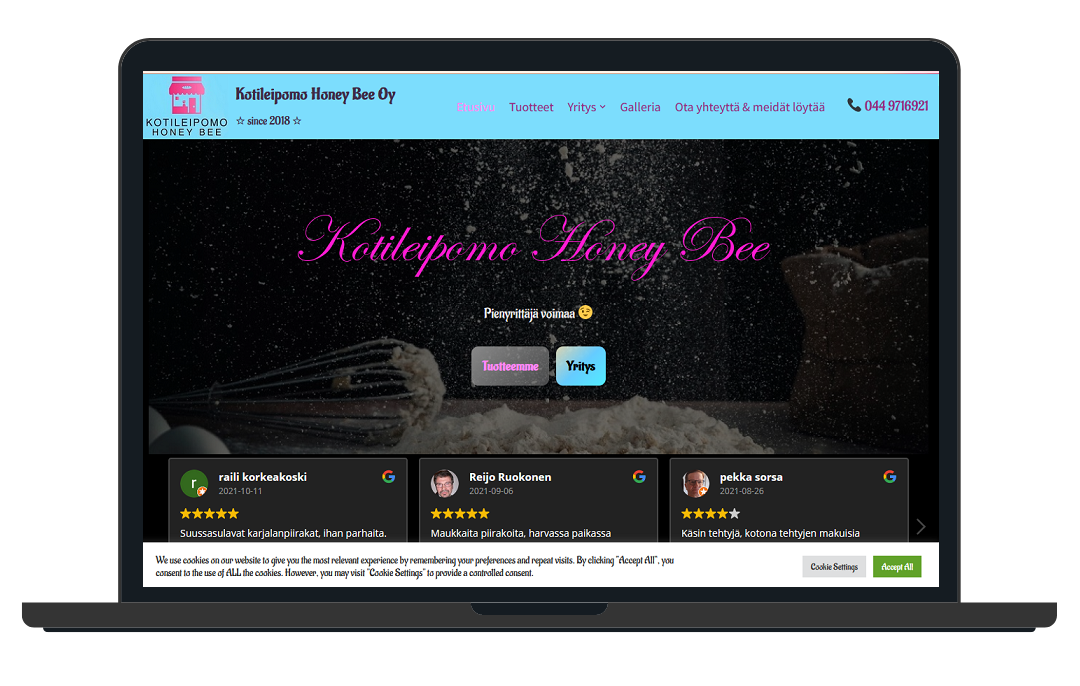 KOTILEIPOMO
HONEY BEE
Kotileipomo Honey Bee Oy
☆ since 2018 ☆
Etusivu Tuotteet Yritys Galleria Ota yhteyttä & meidät löytää 044 9716921
Kotileipomo Honey Bee
Pienyrittäjä voimaa 😉
Tuotteemme Yritys
r raili korkeakoski
2021-10-11
Suussasulavat karjalanpiirakat, ihan parhaita.
Reijo Ruokonen
2021-09-06
Maukkaita piirakoita, harvassa paikassa
pekka sorsa
2021-08-26
Käsin tehtyjä, kotona tehtyjen makuisia
We use cookies on our website to give you the most relevant experience by remembering your preferences and repeat visits. By clicking "Accept All", you
consent to the use of ALL the cookies. However, you may visit "Cookie Settings" to provide a controlled consent.
Cookie Settings Accept All